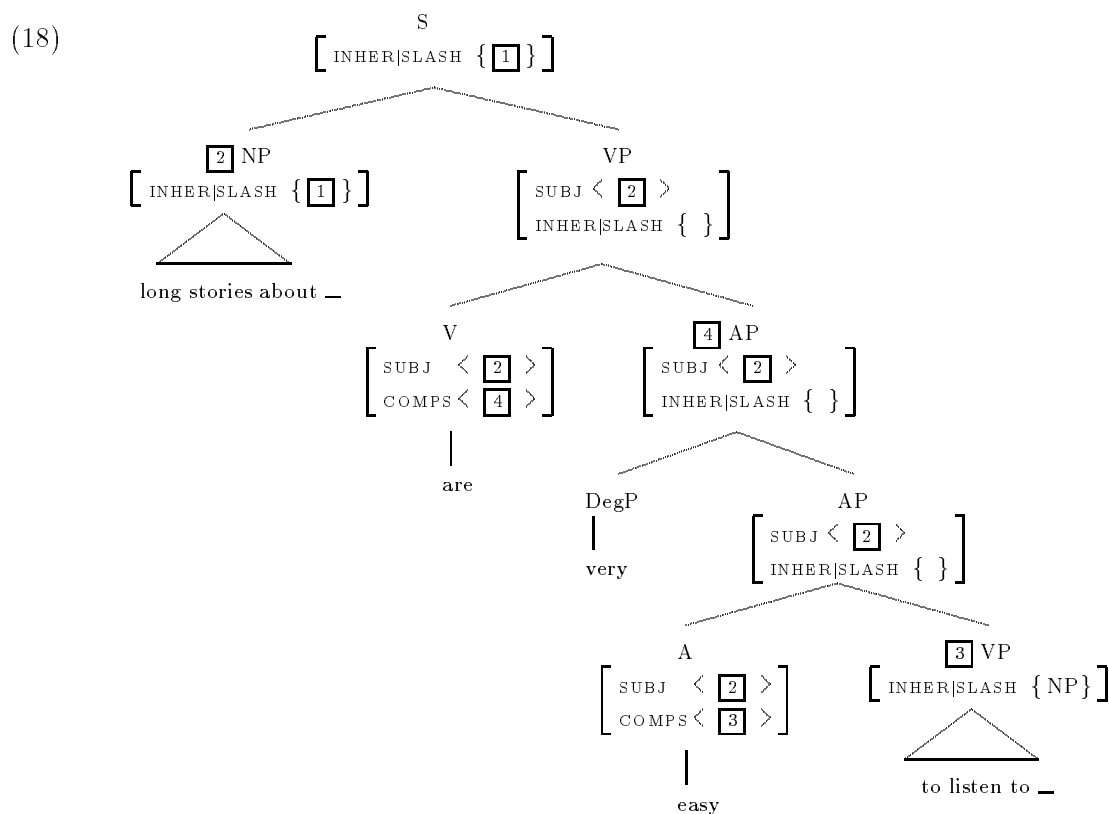 (18)
S
[ INHER|SLASH { 1 } ]
2 NP
[ INHER|SLASH { 1 } ]
long stories about _
VP
[ SUBJ < 2 >
INHER|SLASH { } ]
V
[ SUBJ < 2 >
COMPS < 4 > ]
are
4 AP
[ SUBJ < 2 >
INHER|SLASH { } ]
DegP
very
AP
[ SUBJ < 2 >
INHER|SLASH { } ]
A
[ SUBJ < 2 >
COMPS < 3 > ]
easy
3 VP
[ INHER|SLASH { NP } ]
to listen to _